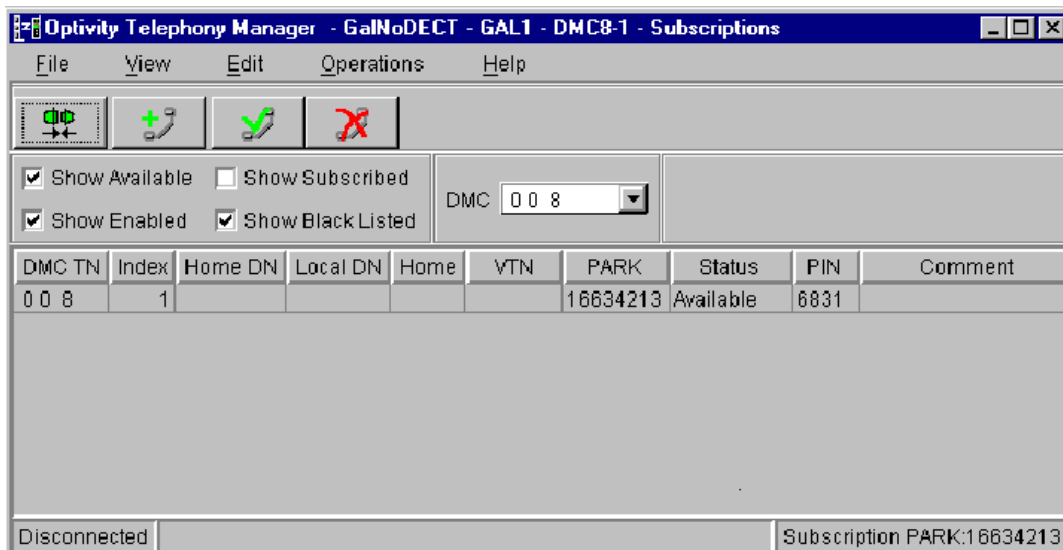 Optivity Telephony Manager - GalNoDECT - GAL1 - DMC8-1 - Subscriptions
File View Edit Operations Help
Show Available Show Subscribed
DMC 0 0 8
Show Enabled Show Black Listed
DMC TN Index Home DN Local DN Home VTN PARK Status PIN Comment
0 0 8 1 16634213 Available 6831
Disconnected Subscription PARK:16634213